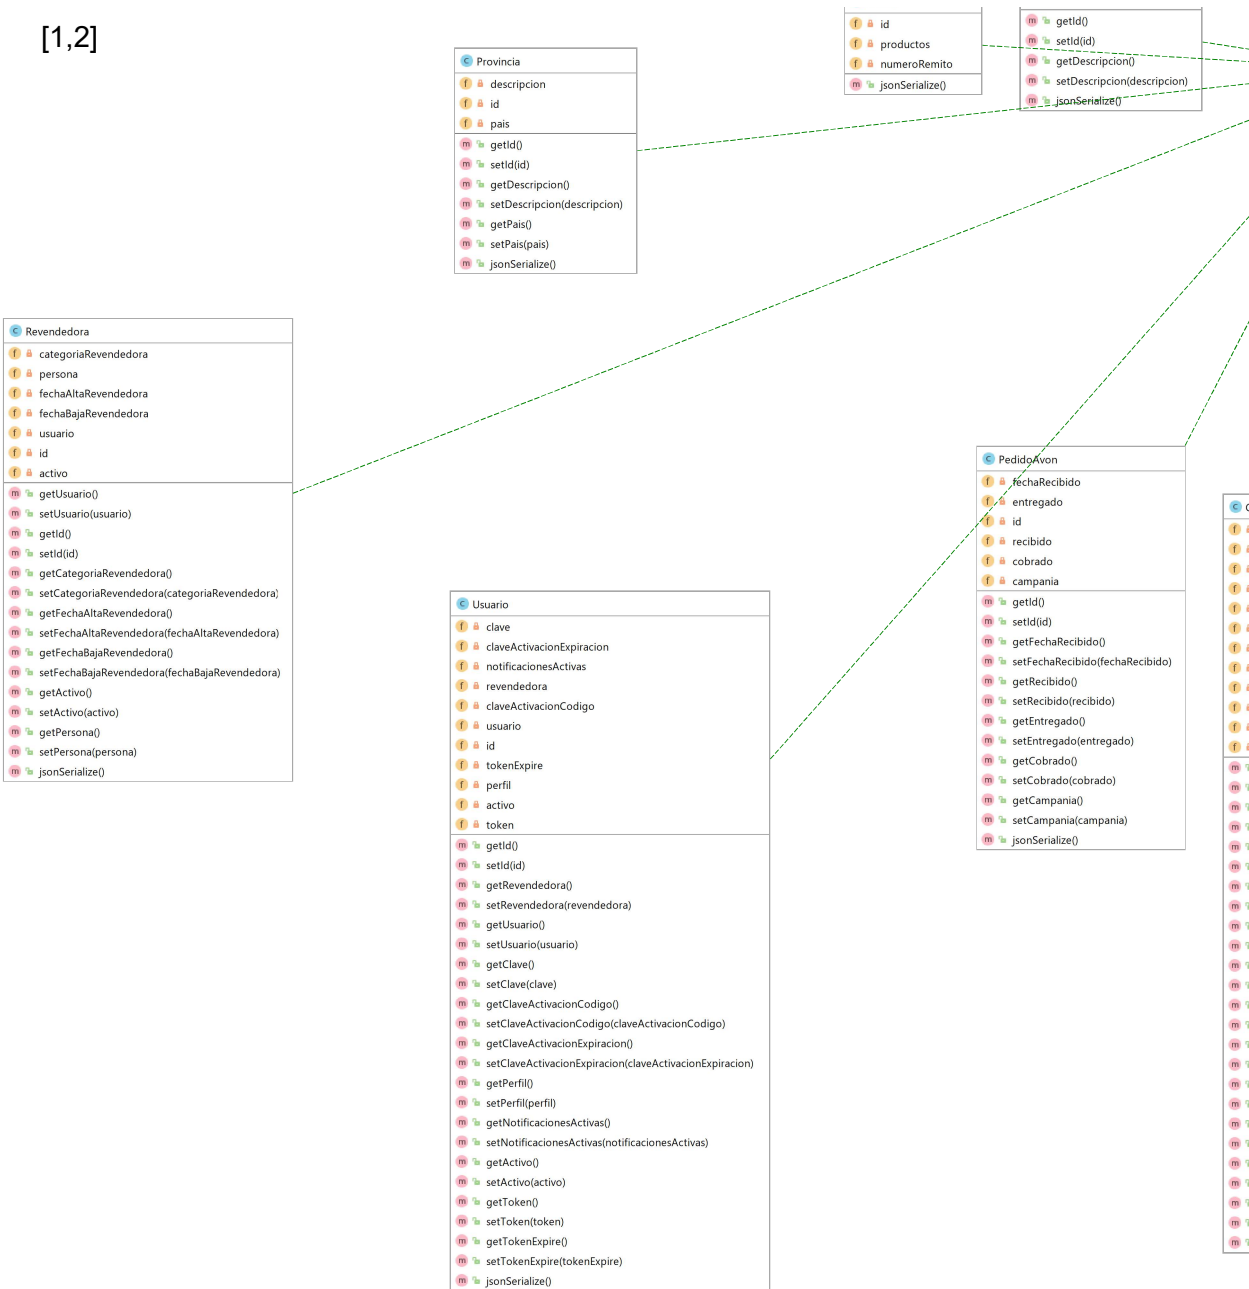 [1,2]
id
productos
numeroRemito
jsonSerialize()
getId()
setId(id)
getDescripcion()
setDescripcion(descripcion)
jsonSerialize()
Provincia
descripcion
id
pais
getId()
setId(id)
getDescripcion()
setDescripcion(descripcion)
getPais()
setPais(pais)
jsonSerialize()
Revendedora
categoriaRevendedora
persona
fechaAltaRevendedora
fechaBajaRevendedora
usuario
id
activo
getUsuario()
setUsuario(usuario)
getId()
setId(id)
getCategoriaRevendedora()
setCategoriaRevendedora(categoriaRevendedora)
getFechaAltaRevendedora()
setFechaAltaRevendedora(fechaAltaRevendedora)
getFechaBajaRevendedora()
setFechaBajaRevendedora(fechaBajaRevendedora)
getActivo()
setActivo(activo)
getPersona()
setPersona(persona)
jsonSerialize()
Usuario
clave
claveActivacionExpiracion
notificacionesActivas
revendedora
claveActivacionCodigo
usuario
id
tokenExpire
perfil
activo
token
getId()
setId(id)
getRevendedora()
setRevendedora(revendedora)
getUsuario()
setUsuario(usuario)
getClave()
setClave(clave)
getClaveActivacionCodigo()
setClaveActivacionCodigo(claveActivacionCodigo)
getClaveActivacionExpiracion()
setClaveActivacionExpiracion(claveActivacionExpiracion)
getPerfil()
setPerfil(perfil)
getNotificacionesActivas()
setNotificacionesActivas(notificacionesActivas)
getActivo()
setActivo(activo)
getToken()
setToken(token)
getTokenExpire()
setTokenExpire(tokenExpire)
jsonSerialize()
PedidoAvon
fechaRecibido
entregado
id
recibido
cobrado
campania
getId()
setId(id)
getFechaRecibido()
setFechaRecibido(fechaRecibido)
getRecibido()
setRecibido(recibido)
getEntregado()
setEntregado(entregado)
getCobrado()
setCobrado(cobrado)
getCampania()
setCampania(campania)
jsonSerialize()